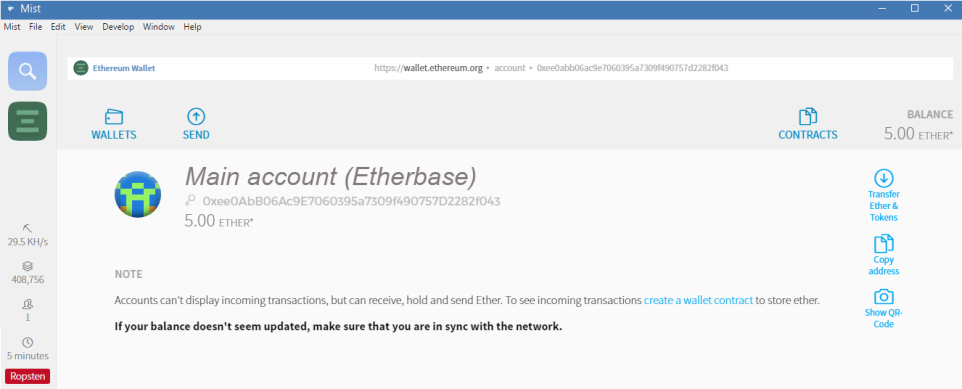 Mist
Mist File Edit View Develop Window Help
Ethereum Wallet https://wallet.ethereum.org ▸ account ▸ 0xee0abb06ac9e7060395a7309f490757d2282f043
WALLETS SEND CONTRACTS
BALANCE
5.00 ETHER*
Main account (Etherbase)
0xee0AbB06Ac9E7060395a7309f490757D2282f043
5.00 ETHER*
Transfer
Ether &
Tokens
Copy
address
Show QR-
Code
NOTE
Accounts can't display incoming transactions, but can receive, hold and send Ether. To see incoming transactions create a wallet contract to store ether.
If your balance doesn't seem updated, make sure that you are in sync with the network.
29.5 KH/s
408,756
1
5 minutes
Ropsten